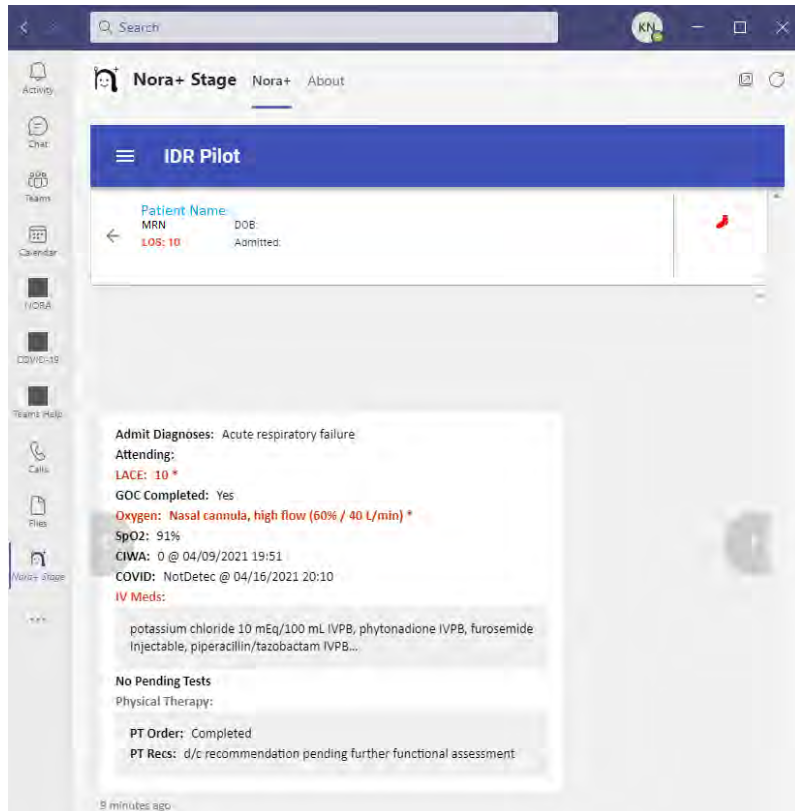 Search
KN
Activity
Chat
Teams
Calendar
NORA
COVID-19
Teams Help
Calls
Files
Nora+ Stage
Nora+ Stage Nora+ About
IDR Pilot
Patient Name
MRN DOB:
LOS: 10 Admitted:
Admit Diagnoses: Acute respiratory failure
Attending:
LACE: 10 *
GOC Completed: Yes
Oxygen: Nasal cannula, high flow (60% / 40 L/min) *
SpO2: 91%
CIWA: 0 @ 04/09/2021 19:51
COVID: NotDetec @ 04/16/2021 20:10
IV Meds:
potassium chloride 10 mEq/100 mL IVPB, phytonadione IVPB, furosemide
Injectable, piperacillin/tazobactam IVPB...
No Pending Tests
Physical Therapy:
PT Order: Completed
PT Recs: d/c recommendation pending further functional assessment
9 minutes ago